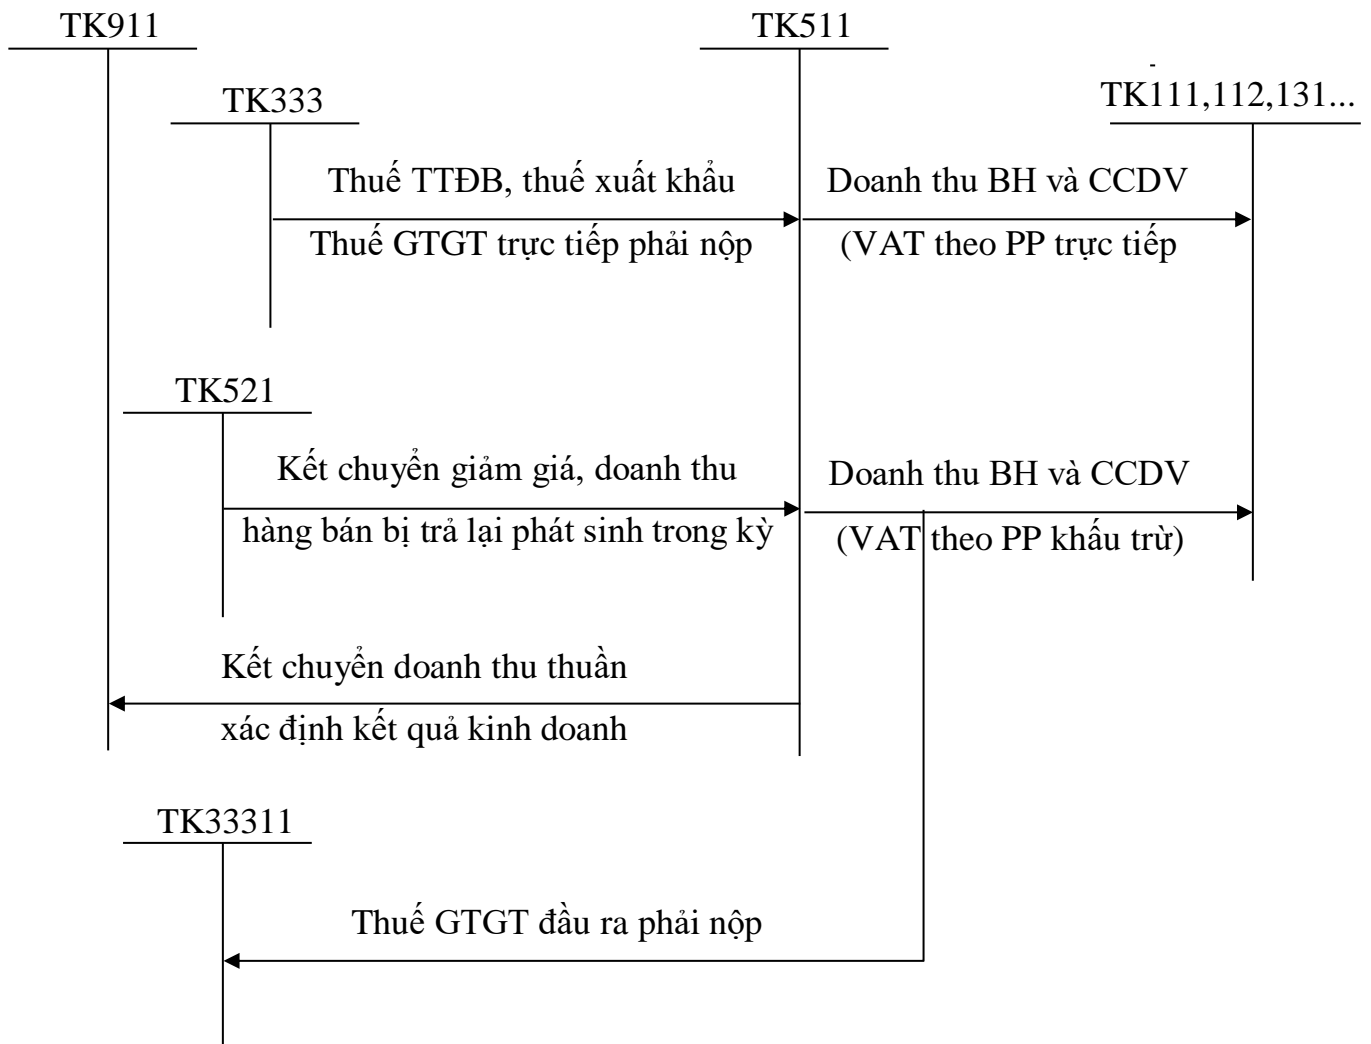 TK911
TK511
-
TK333
TK111,112,131...
Thuế TTĐB, thuế xuất khẩu
Doanh thu BH và CCDV
Thuế GTGT trực tiếp phải nộp
(VAT theo PP trực tiếp
TK521
Kết chuyển giảm giá, doanh thu
Doanh thu BH và CCDV
hàng bán bị trả lại phát sinh trong kỳ
(VAT theo PP khấu trừ)
Kết chuyển doanh thu thuần
xác định kết quả kinh doanh
TK33311
Thuế GTGT đầu ra phải nộp